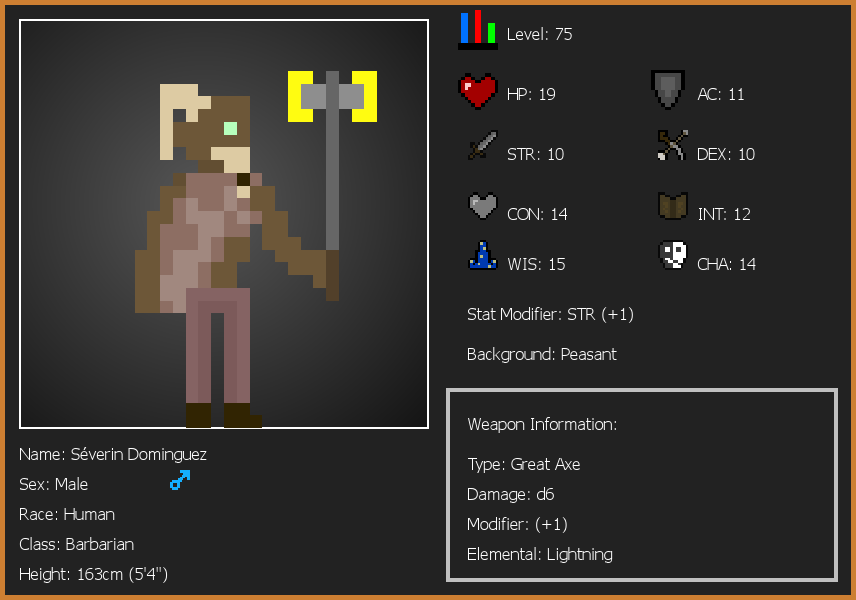 Level: 75
HP: 19
AC: 11
STR: 10
DEX: 10
CON: 14
INT: 12
WIS: 15
CHA: 14
Stat Modifier: STR (+1)
Background: Peasant
Weapon Information:
Type: Great Axe
Damage: d6
Modifier: (+1)
Elemental: Lightning
Name: Séverin Dominguez
Sex: Male
Race: Human
Class: Barbarian
Height: 163cm (5'4")